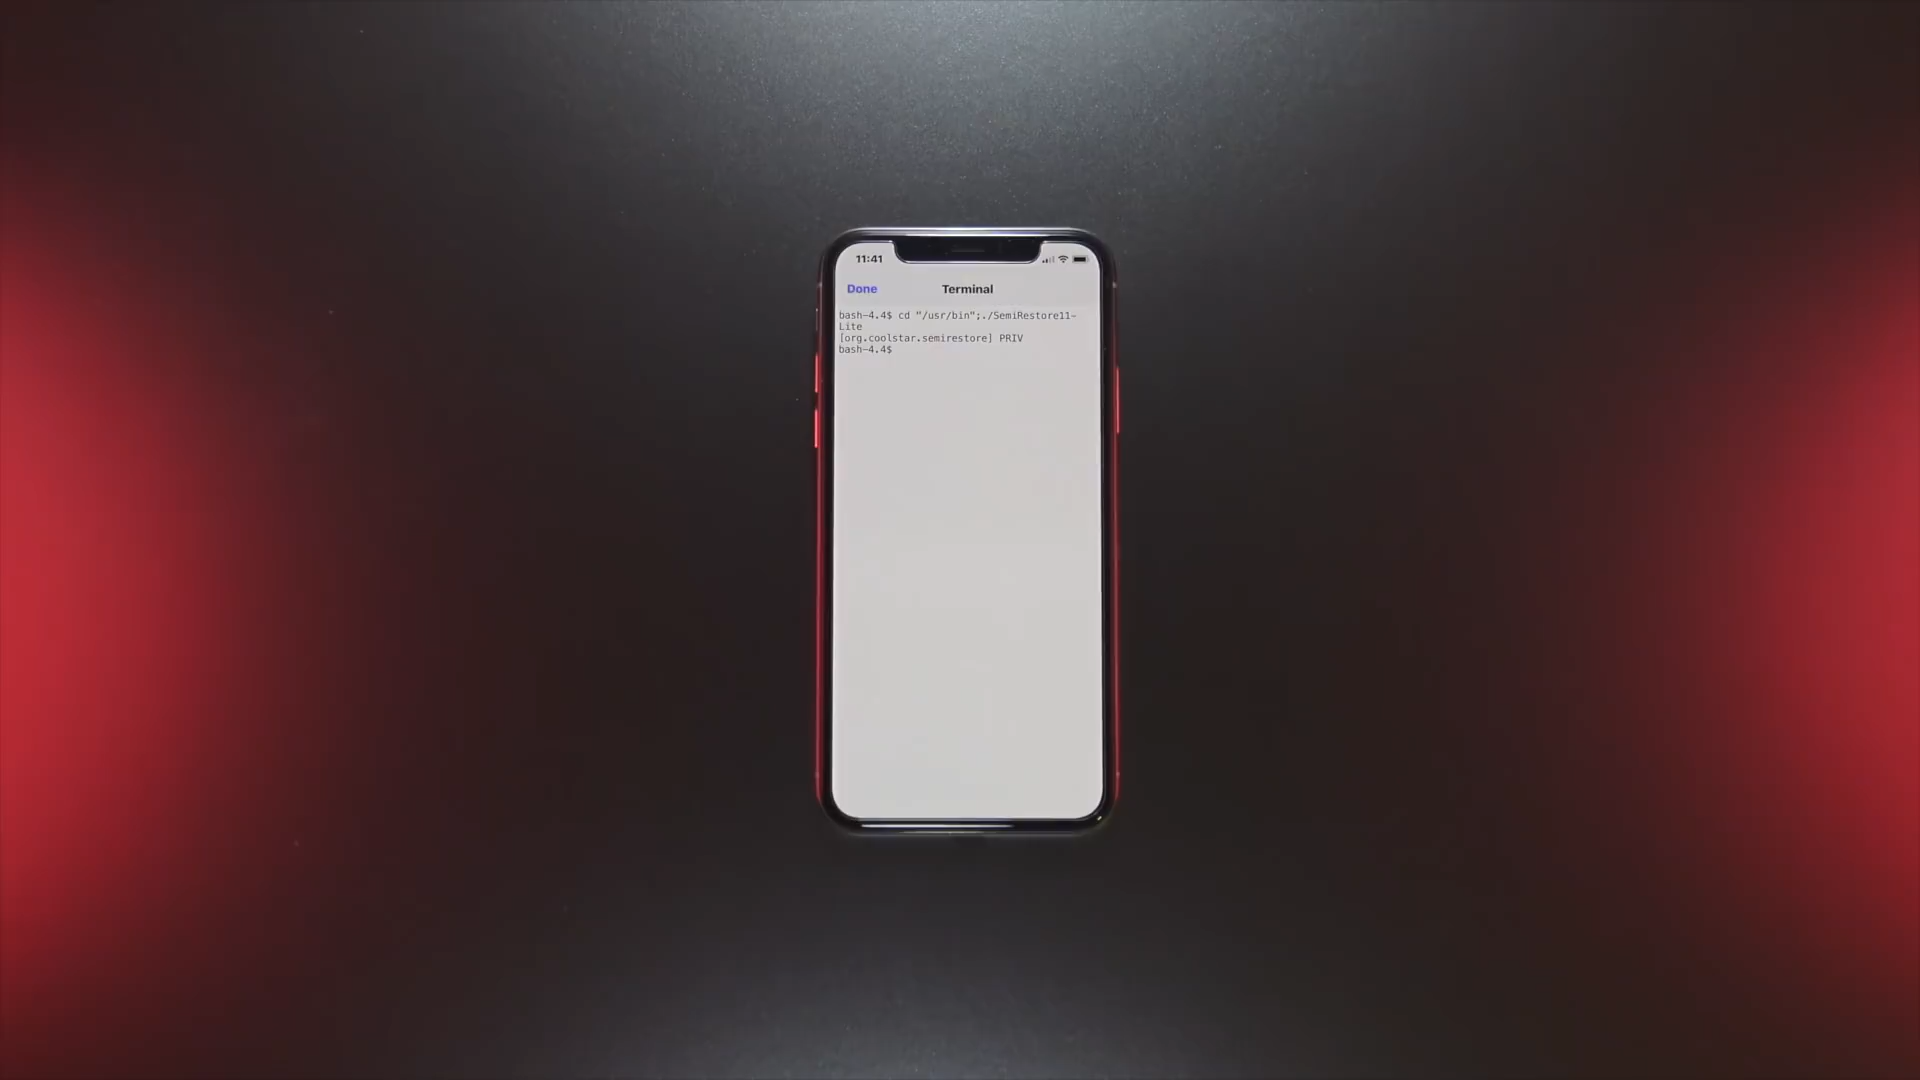 11:41
Done
Terminal
bash-4.4$ cd "/usr/bin";./SemiRestore11-
Lite
[org.coolstar.semirestore] PRIV
bash-4.4$